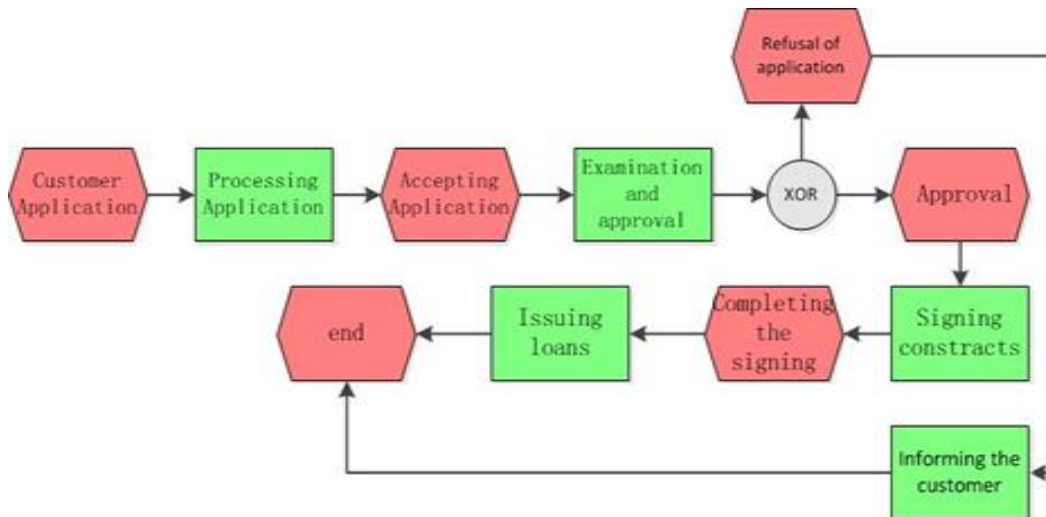 Refusal of
application
Customer
Application
Processing
Application
Accepting
Application
Examination
and
approval
XOR
Approval
end
Issuing
loans
Completing
the
signing
Signing
constracts
Informing the
customer